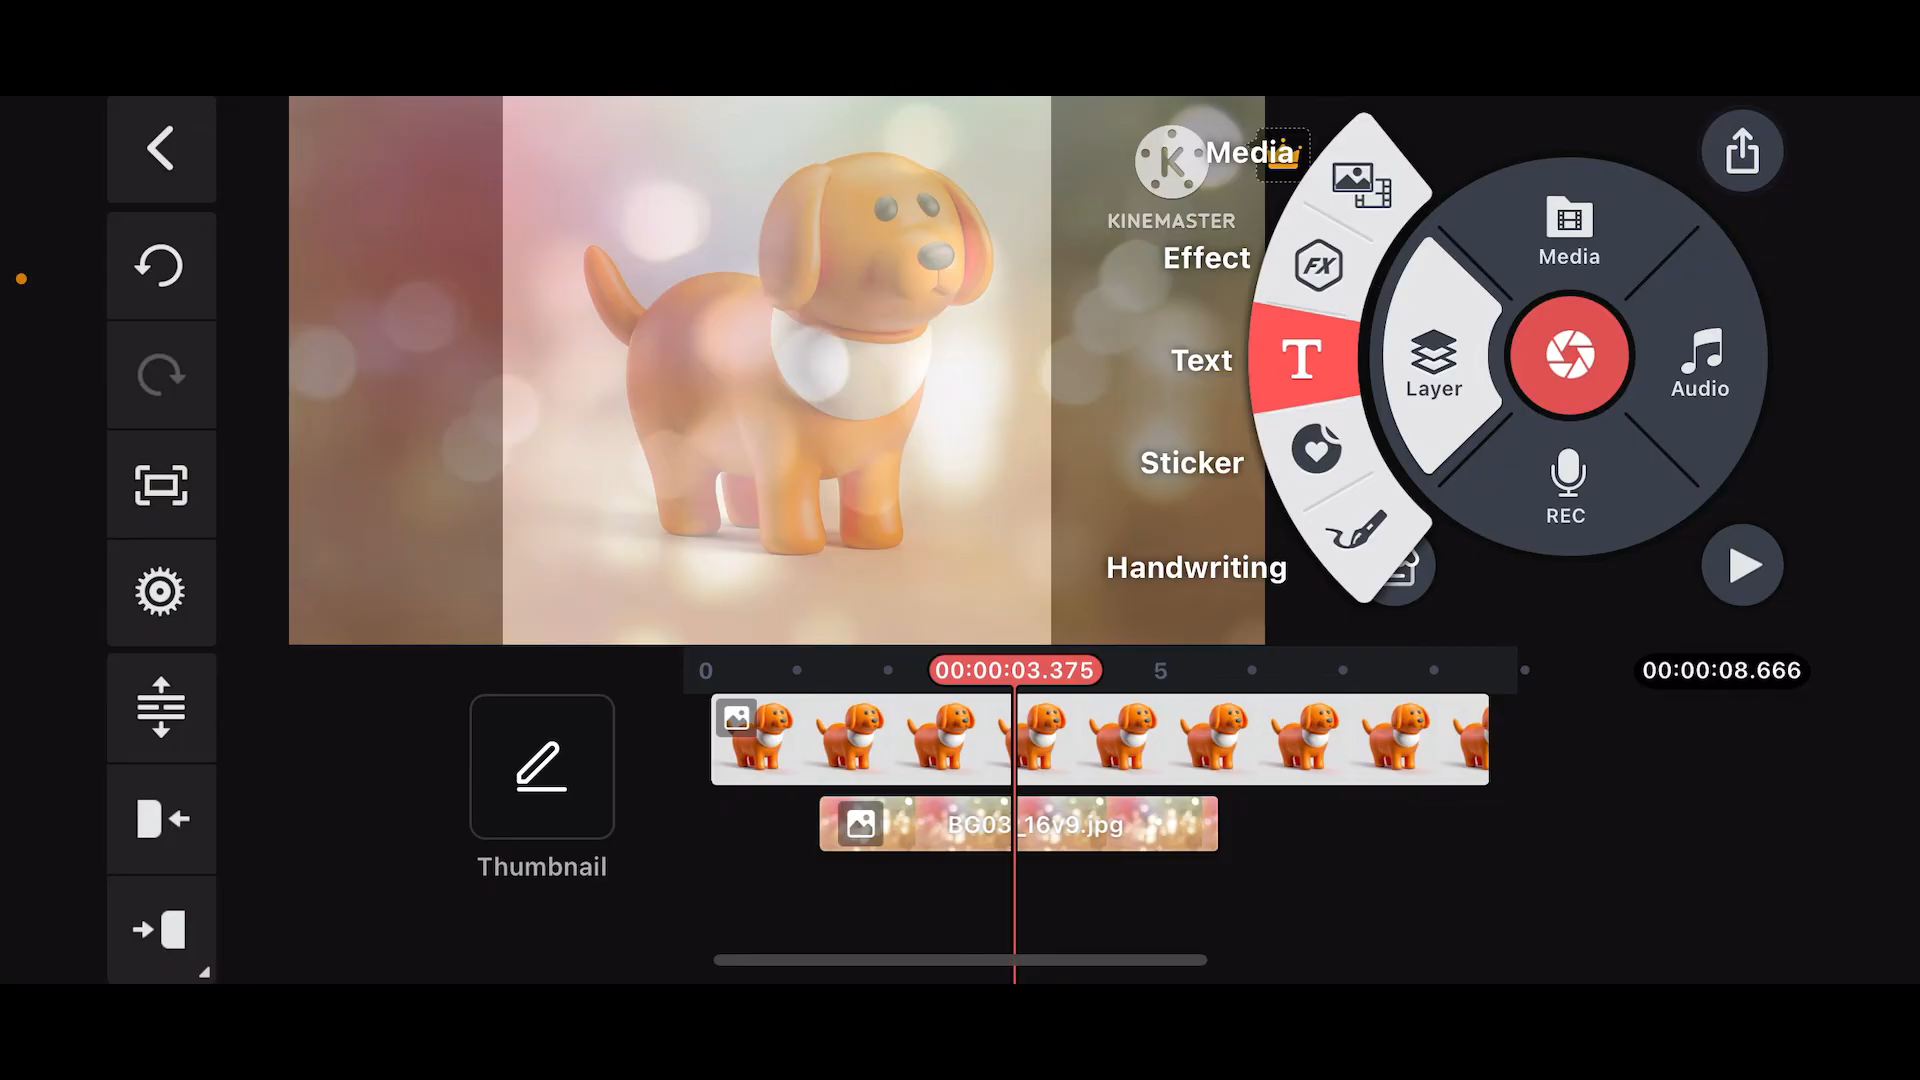 Media
KINEMASTER
Effect
FX
Text
T
Sticker
Handwriting
Media
Layer
Audio
REC
0
00:00:03.375
5
00:00:08.666
BG03_16v9.jpg
Thumbnail